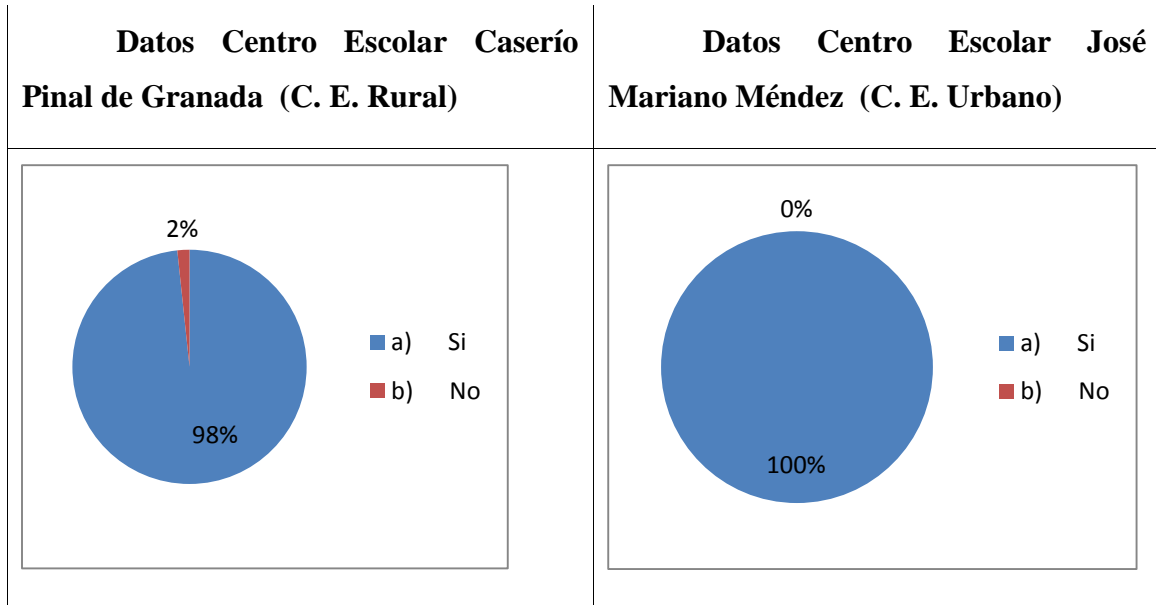 Datos Centro Escolar Caserío
Pinal de Granada (C. E. Rural)
Datos Centro Escolar José
Mariano Méndez (C. E. Urbano)
2%
98%
a) Si
b) No
0%
100%
a) Si
b) No